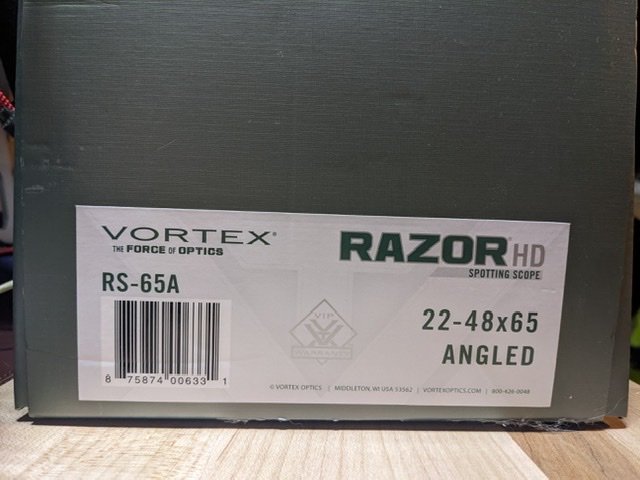 VORTEX®
THE FORCE OF OPTICS
RAZOR HD
SPOTTING SCOPE
RS-65A
8 75874 00633 1
VIP
WARRANTY
22-48x65
ANGLED
© VORTEX OPTICS | MIDDLETON, WI USA 53562 | VORTEXOPTICS.COM | 800-426-0048